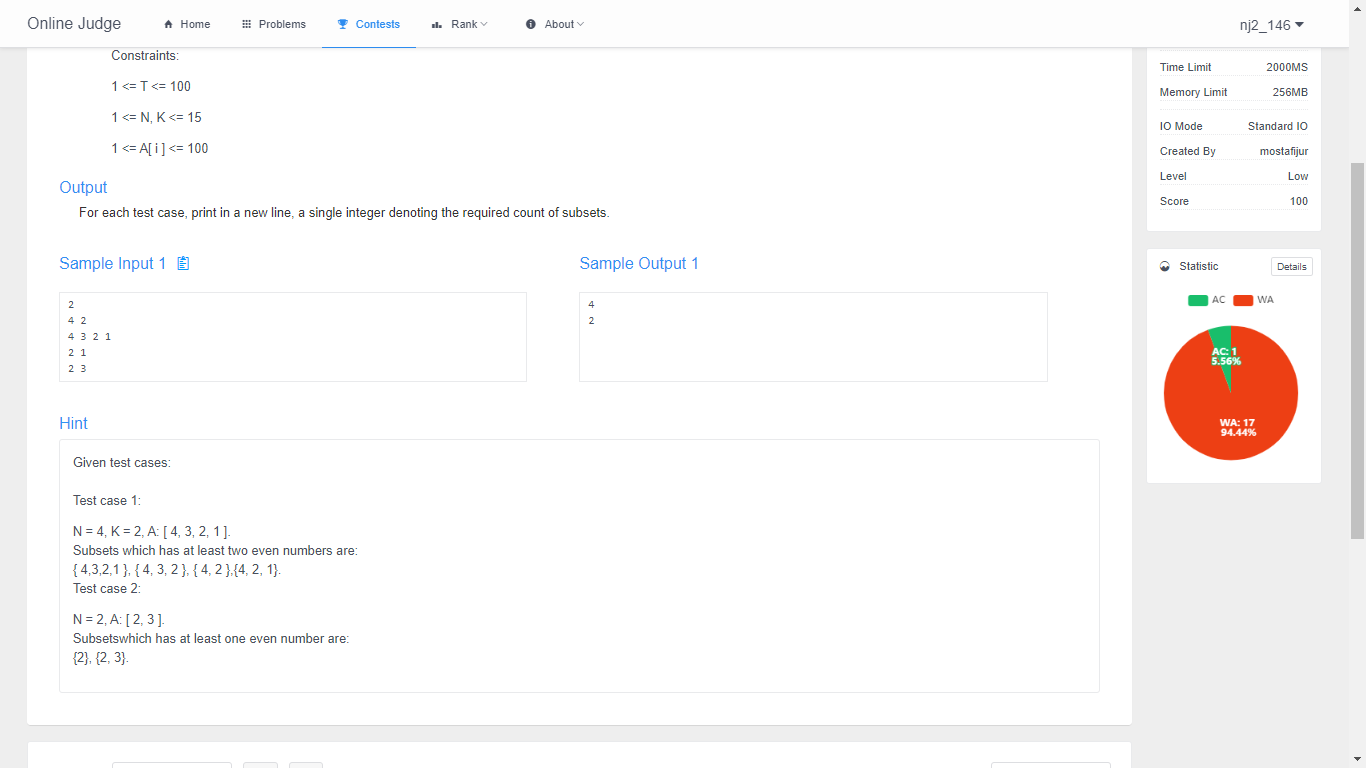 Online Judge
Home
Problems
Contests
Rank
About
nj2_146
Constraints:
1 <= T <= 100
1 <= N, K <= 15
1 <= A[ i ] <= 100
Output
For each test case, print in a new line, a single integer denoting the required count of subsets.
Sample Input 1
2
4 2
4 3 2 1
2 1
2 3
Sample Output 1
4
2
Hint
Given test cases:
Test case 1:
N = 4, K = 2, A: [ 4, 3, 2, 1 ].
Subsets which has at least two even numbers are:
{ 4,3,2,1 }, { 4, 3, 2 }, { 4, 2 },{4, 2, 1}.
Test case 2:
N = 2, A: [ 2, 3 ].
Subsetswhich has at least one even number are:
{2}, {2, 3}.
Time Limit 2000MS
Memory Limit 256MB
IO Mode Standard IO
Created By mostafijur
Level Low
Score 100
Statistic
Details
AC WA
AC: 1
5.56%
WA: 17
94.44%